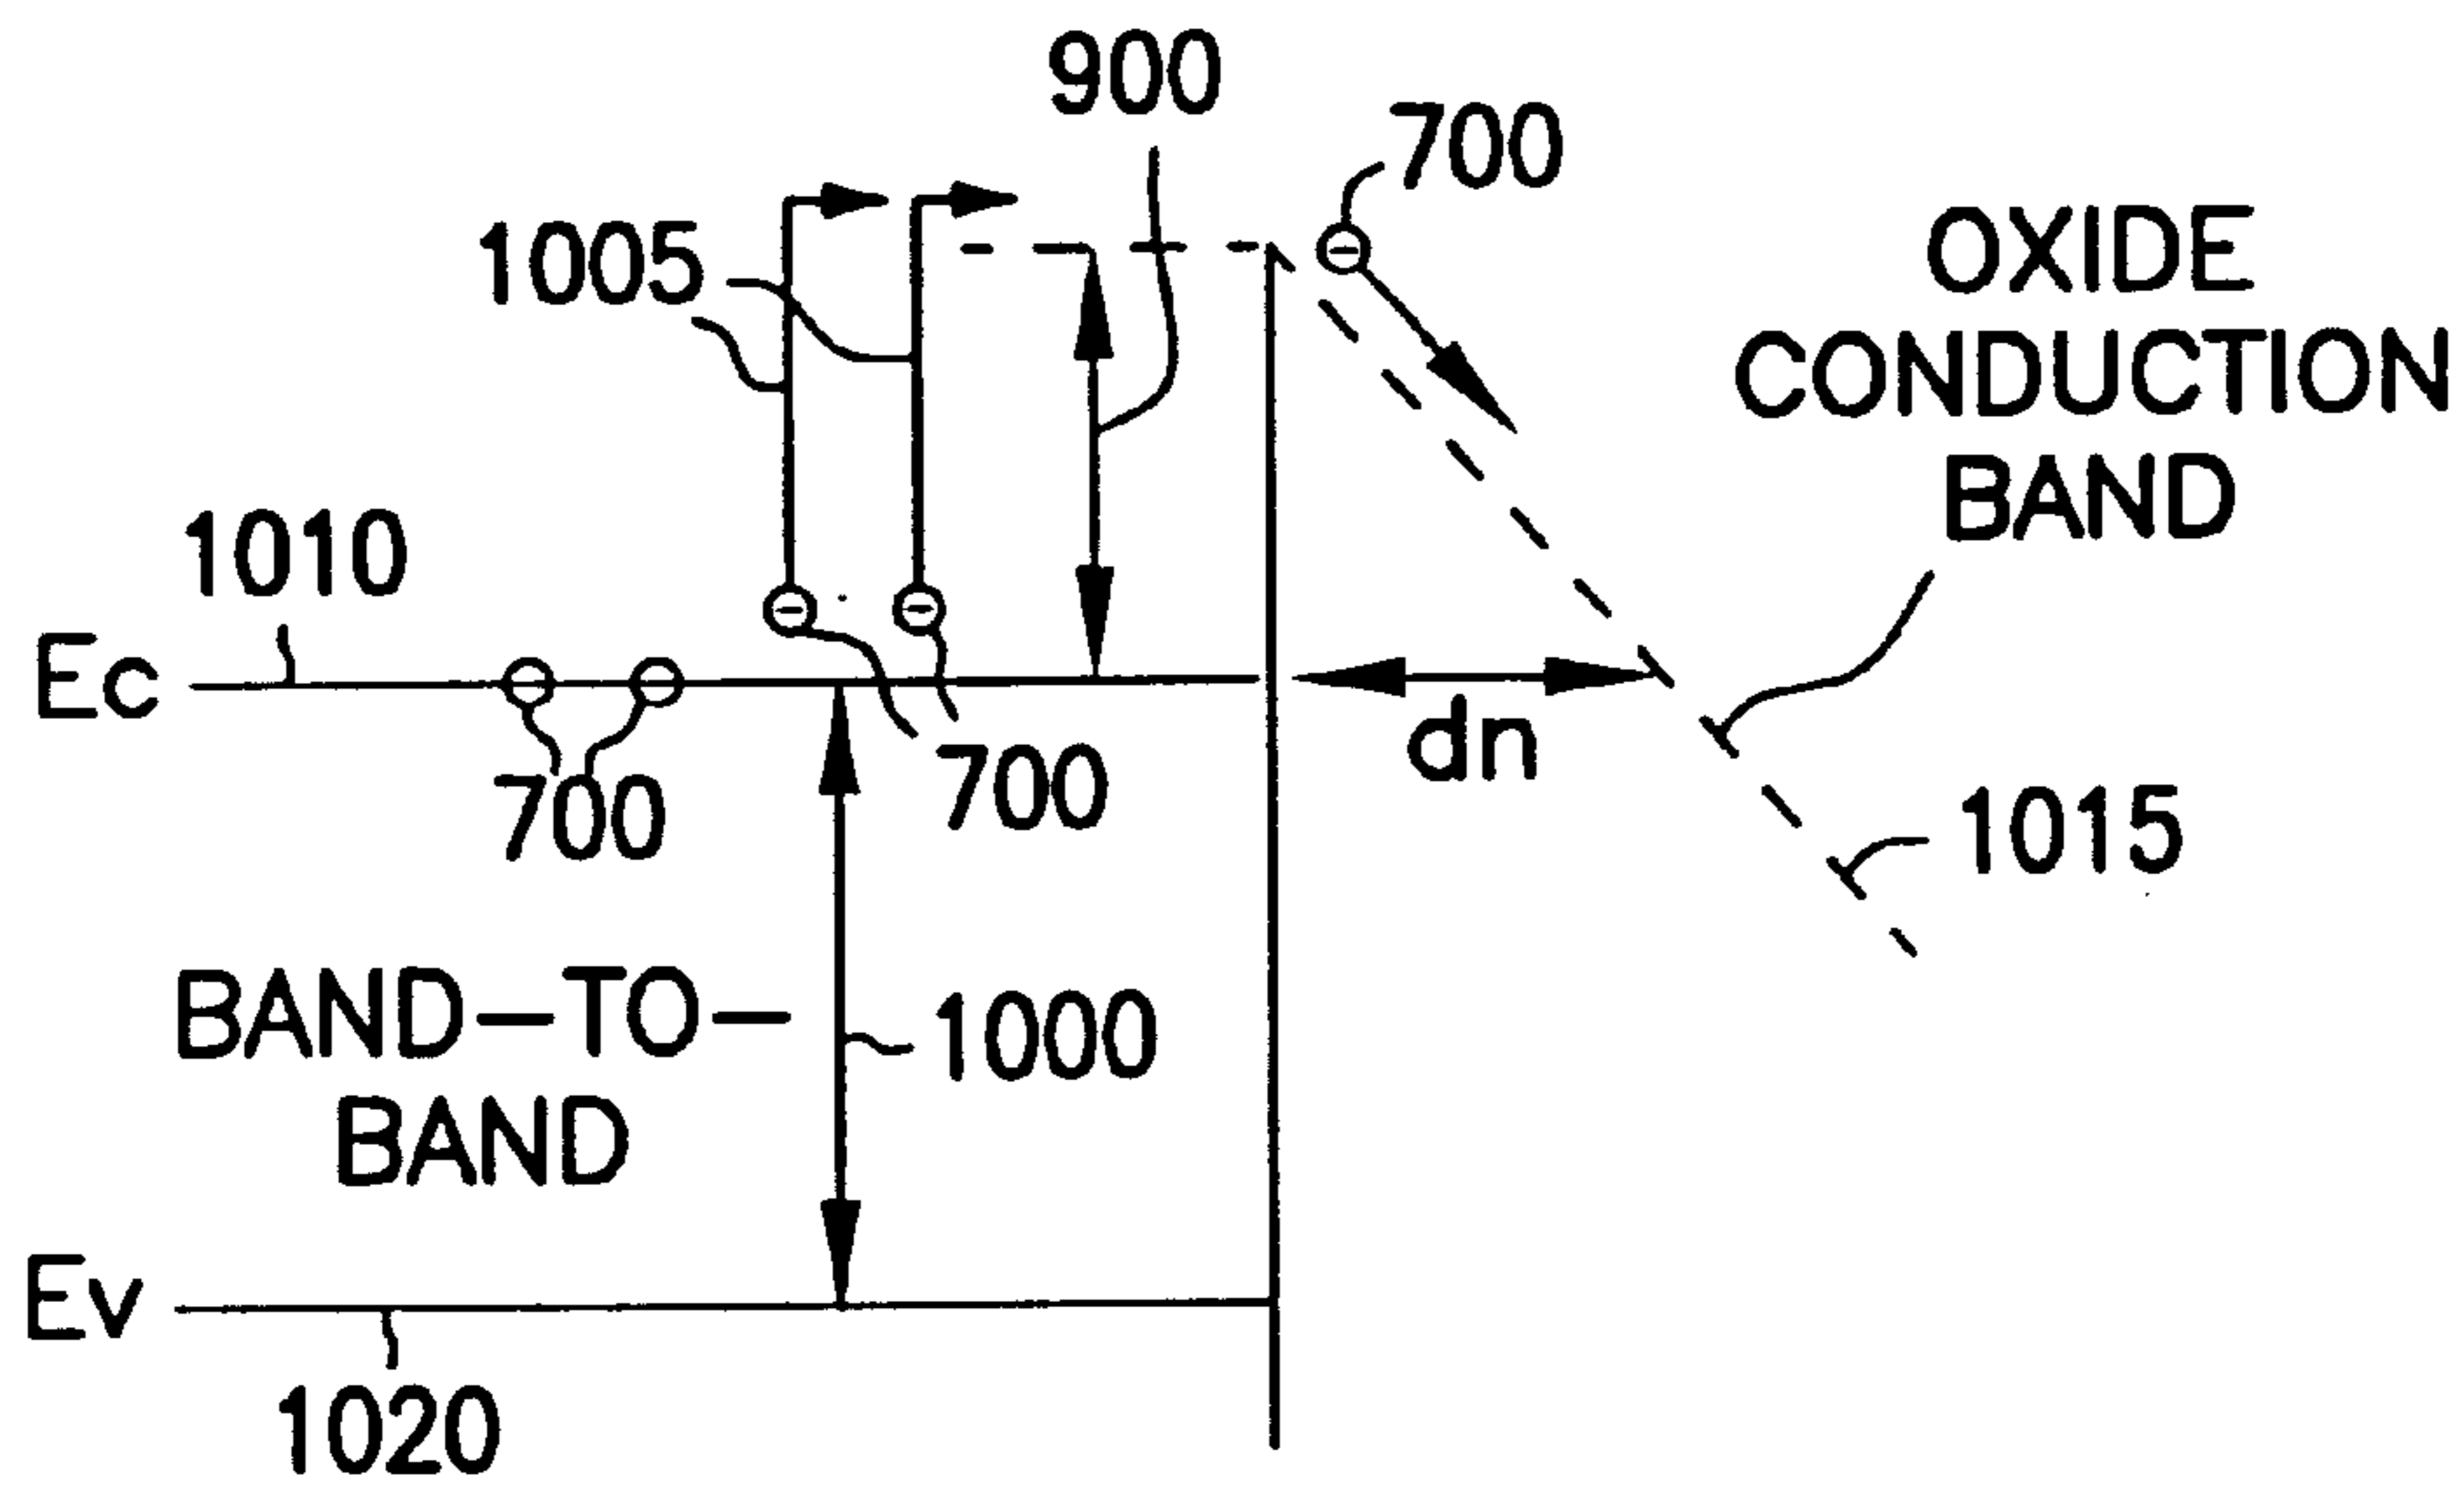 900
700
1005
OXIDE
CONDUCTION
BAND
1010
Ec
dn
700
700
1015
BAND-TO-
BAND
1000
Ev
1020